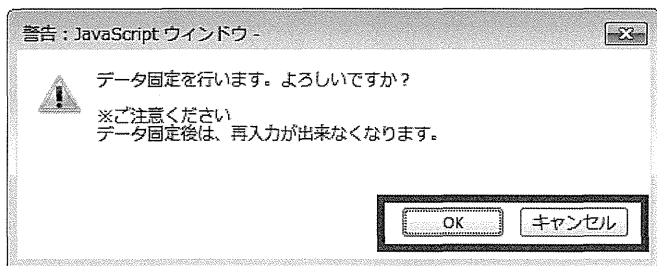 警告：JavaScript ウィンドウ -
データ固定を行います。よろしいですか？
※ご注意ください
データ固定後は、再入力が出来なくなります。
OK キャンセル